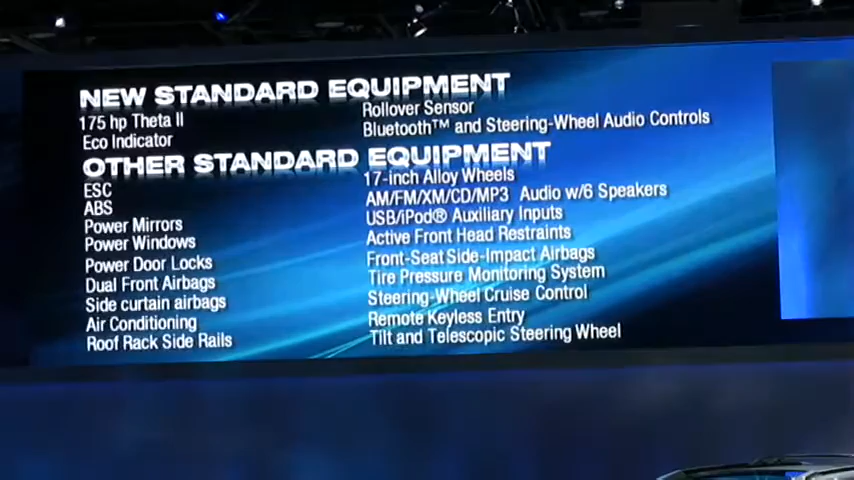 NEW STANDARD EQUIPMENT
175 hp Theta II
Eco Indicator
Rollover Sensor
Bluetooth™ and Steering-Wheel Audio Controls
OTHER STANDARD EQUIPMENT
ESC
ABS
Power Mirrors
Power Windows
Power Door Locks
Dual Front Airbags
Side curtain airbags
Air Conditioning
Roof Rack Side Rails
17-inch Alloy Wheels
AM/FM/XM/CD/MP3 Audio w/6 Speakers
USB/iPod® Auxiliary Inputs
Active Front Head Restraints
Front-Seat Side-Impact Airbags
Tire Pressure Monitoring System
Steering-Wheel Cruise Control
Remote Keyless Entry
Tilt and Telescopic Steering Wheel